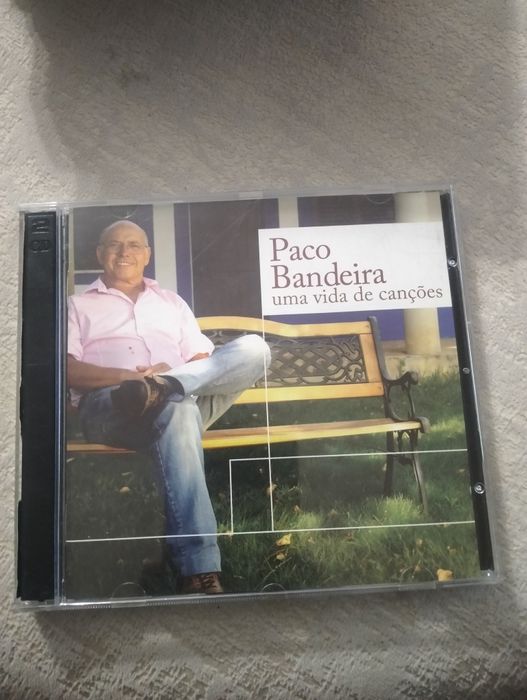 Paco
Bandeira
uma vida de canções